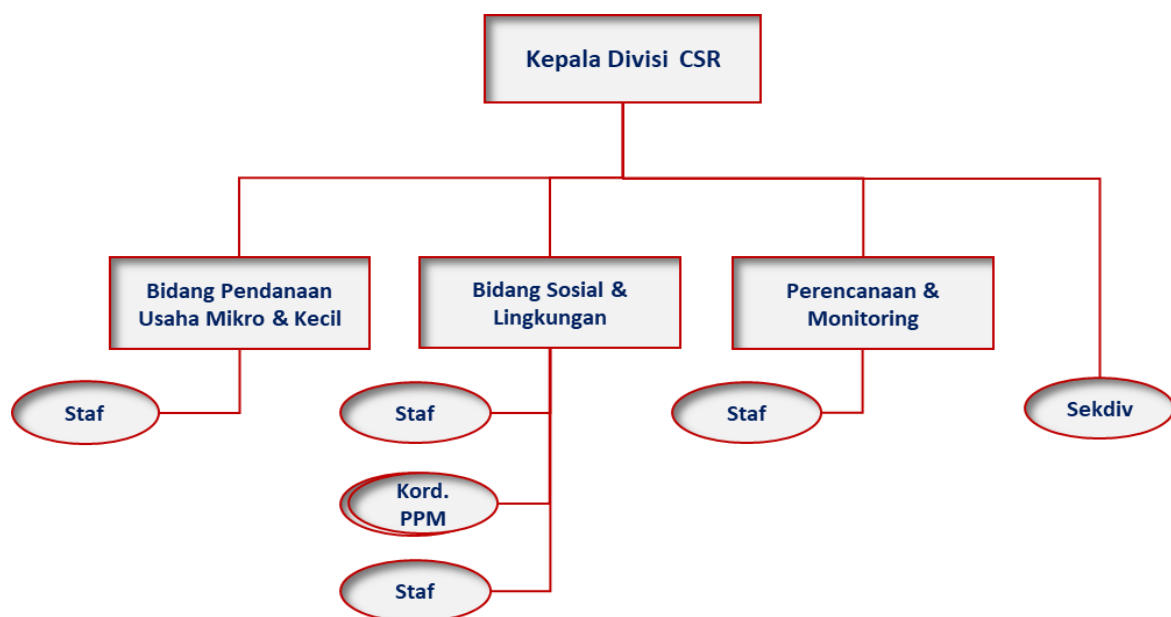 Kepala Divisi CSR
Bidang Pendanaan
Usaha Mikro & Kecil
Bidang Sosial &
Lingkungan
Perencanaan &
Monitoring
Staf
Staf
Staf
Sekdiv
Kord.
PPM
Staf